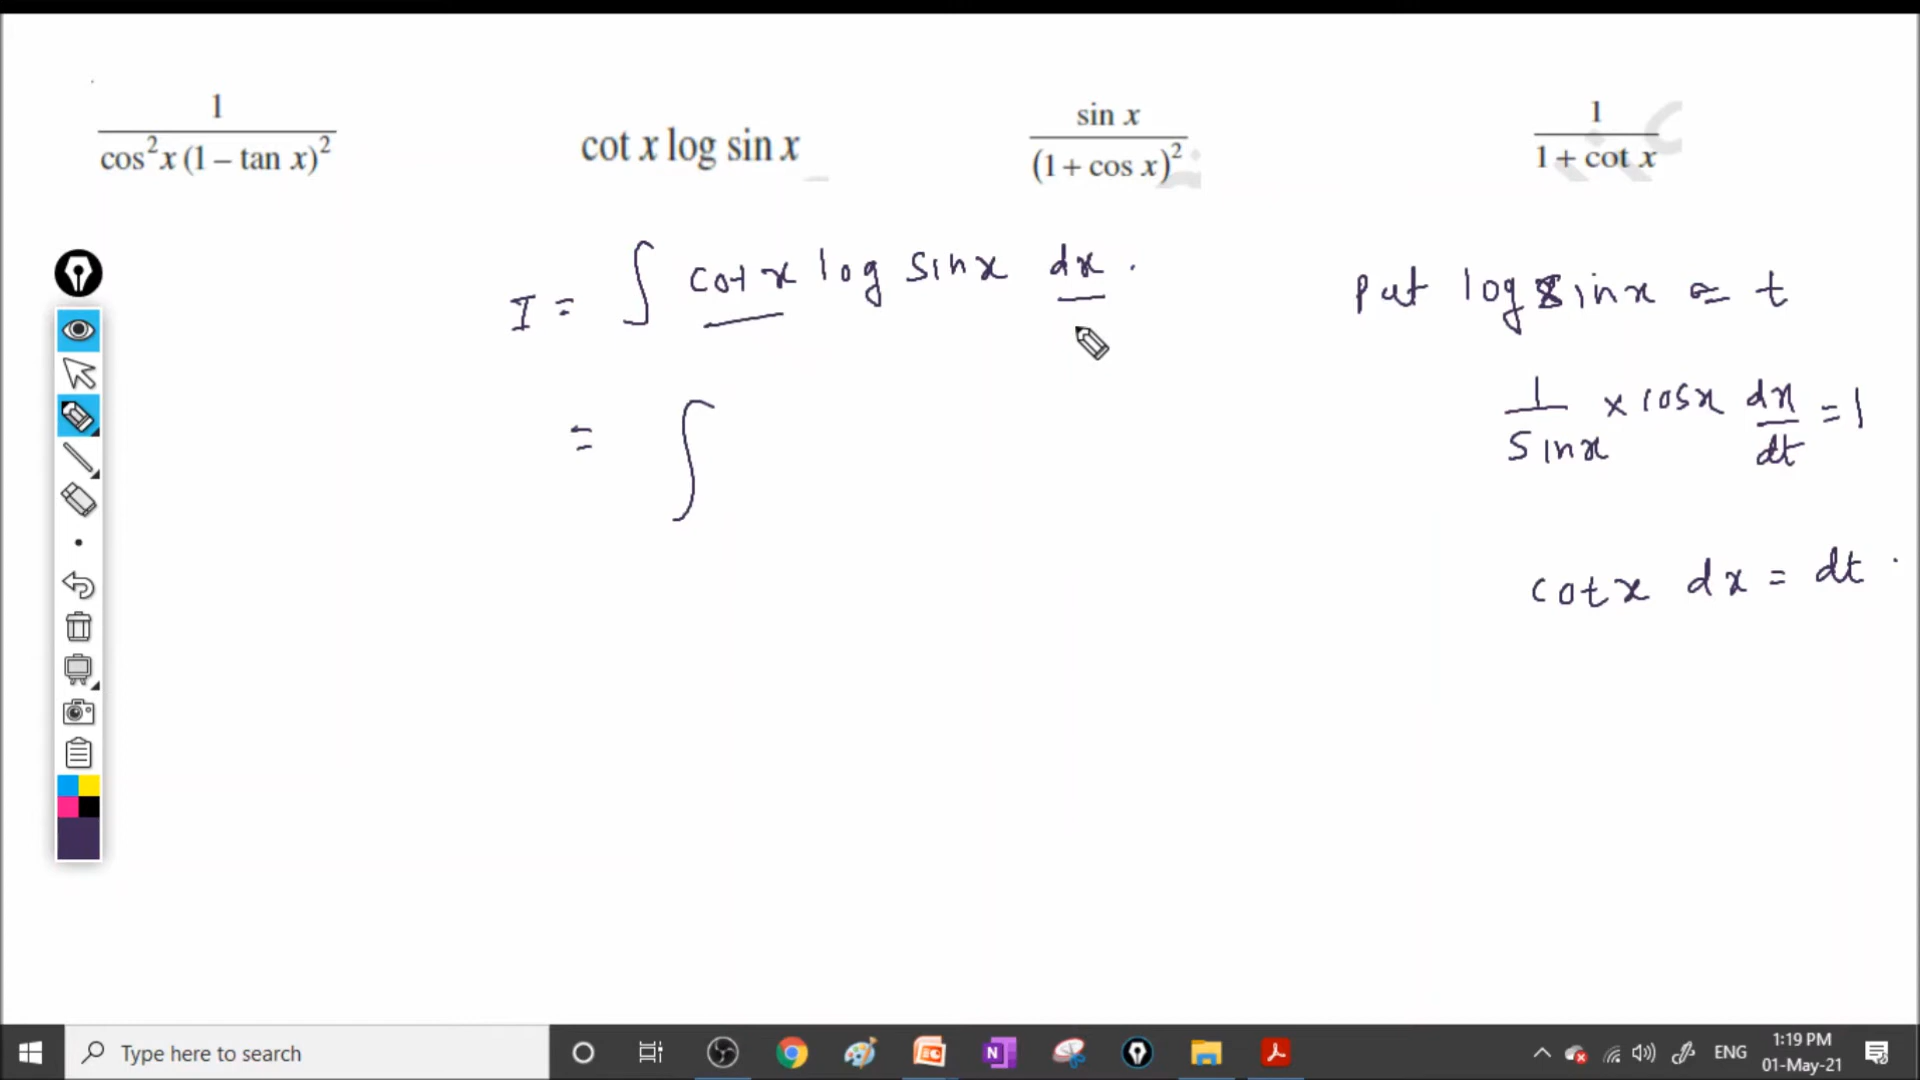 1 / cos²x (1 – tan x)²
cot x log sin x
sin x / (1 + cos x)²
1 / 1 + cot x
I = ∫ cot x log sin x dx .
put log sin x = t
1 / sin x × cos x dx / dt = 1
= ∫
cot x dx = dt .
Type here to search
ENG
1:19 PM
01-May-21